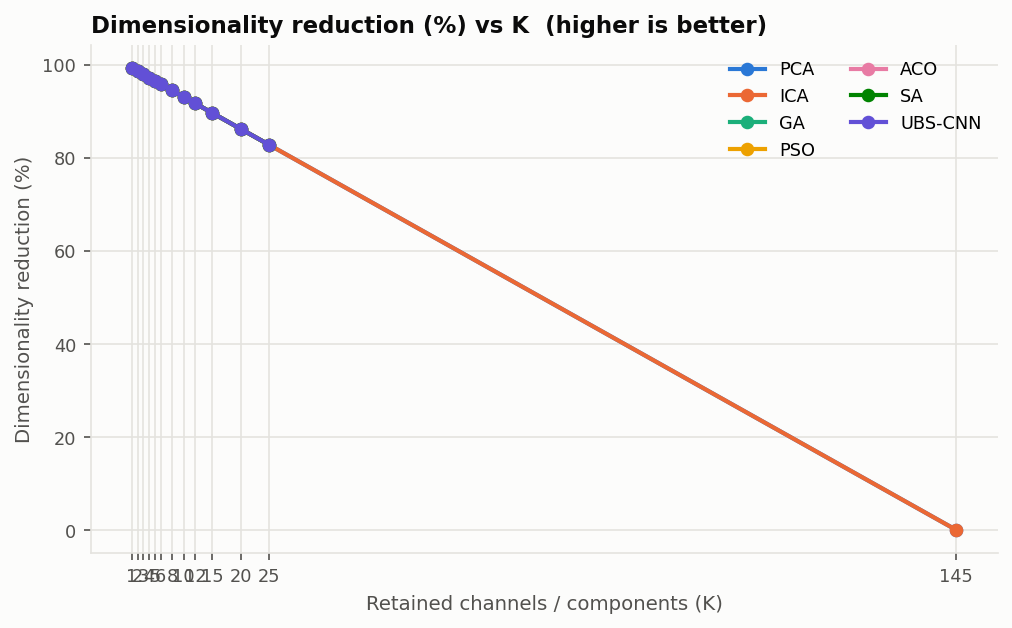 Dimensionality reduction (%) vs K  (higher is better)
PCA
ICA
GA
PSO
ACO
SA
UBS-CNN
Dimensionality reduction (%)
100
80
60
40
20
0
15 20 25 145
Retained channels / components (K)